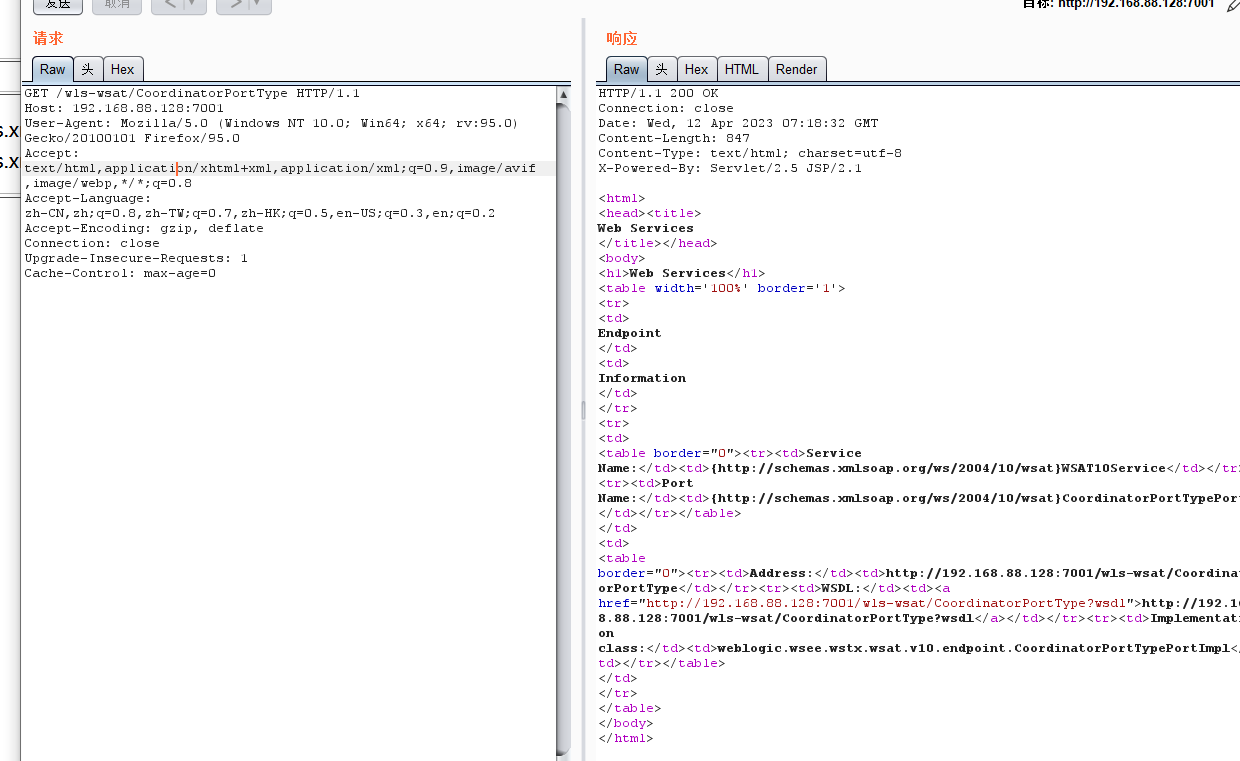 发送
取消
<
>
目标: http://192.168.88.128:7001
S.X
S.X
请求
Raw
头
Hex
GET /wls-wsat/CoordinatorPortType HTTP/1.1
Host: 192.168.88.128:7001
User-Agent: Mozilla/5.0 (Windows NT 10.0; Win64; x64; rv:95.0)
Gecko/20100101 Firefox/95.0
Accept:
text/html,application/xhtml+xml,application/xml;q=0.9,image/avif
,image/webp,*/*;q=0.8
Accept-Language:
zh-CN,zh;q=0.8,zh-TW;q=0.7,zh-HK;q=0.5,en-US;q=0.3,en;q=0.2
Accept-Encoding: gzip, deflate
Connection: close
Upgrade-Insecure-Requests: 1
Cache-Control: max-age=0
响应
Raw
头
Hex
HTML
Render
HTTP/1.1 200 OK
Connection: close
Date: Wed, 12 Apr 2023 07:18:32 GMT
Content-Length: 847
Content-Type: text/html; charset=utf-8
X-Powered-By: Servlet/2.5 JSP/2.1
<html>
<head><title>
Web Services
</title></head>
<body>
<h1>Web Services</h1>
<table width='100%' border='1'>
<tr>
<td>
Endpoint
</td>
<td>
Information
</td>
</tr>
<tr>
<td>
<table border="0"><tr><td>Service
Name:</td><td>{http://schemas.xmlsoap.org/ws/2004/10/wsat}WSAT10Service</td></tr>
<tr><td>Port
Name:</td><td>{http://schemas.xmlsoap.org/ws/2004/10/wsat}CoordinatorPortTypePort
</td></tr></table>
</td>
<td>
<table
border="0"><tr><td>Address:</td><td>http://192.168.88.128:7001/wls-wsat/Coordinat
orPortType</td></tr><tr><td>WSDL:</td><td><a
href="http://192.168.88.128:7001/wls-wsat/CoordinatorPortType?wsdl">http://192.16
8.88.128:7001/wls-wsat/CoordinatorPortType?wsdl</a></td></tr><tr><td>Implementati
on
class:</td><td>weblogic.wsee.wstx.wsat.v10.endpoint.CoordinatorPortTypePortImpl</
td></tr></table>
</td>
</tr>
</table>
</body>
</html>